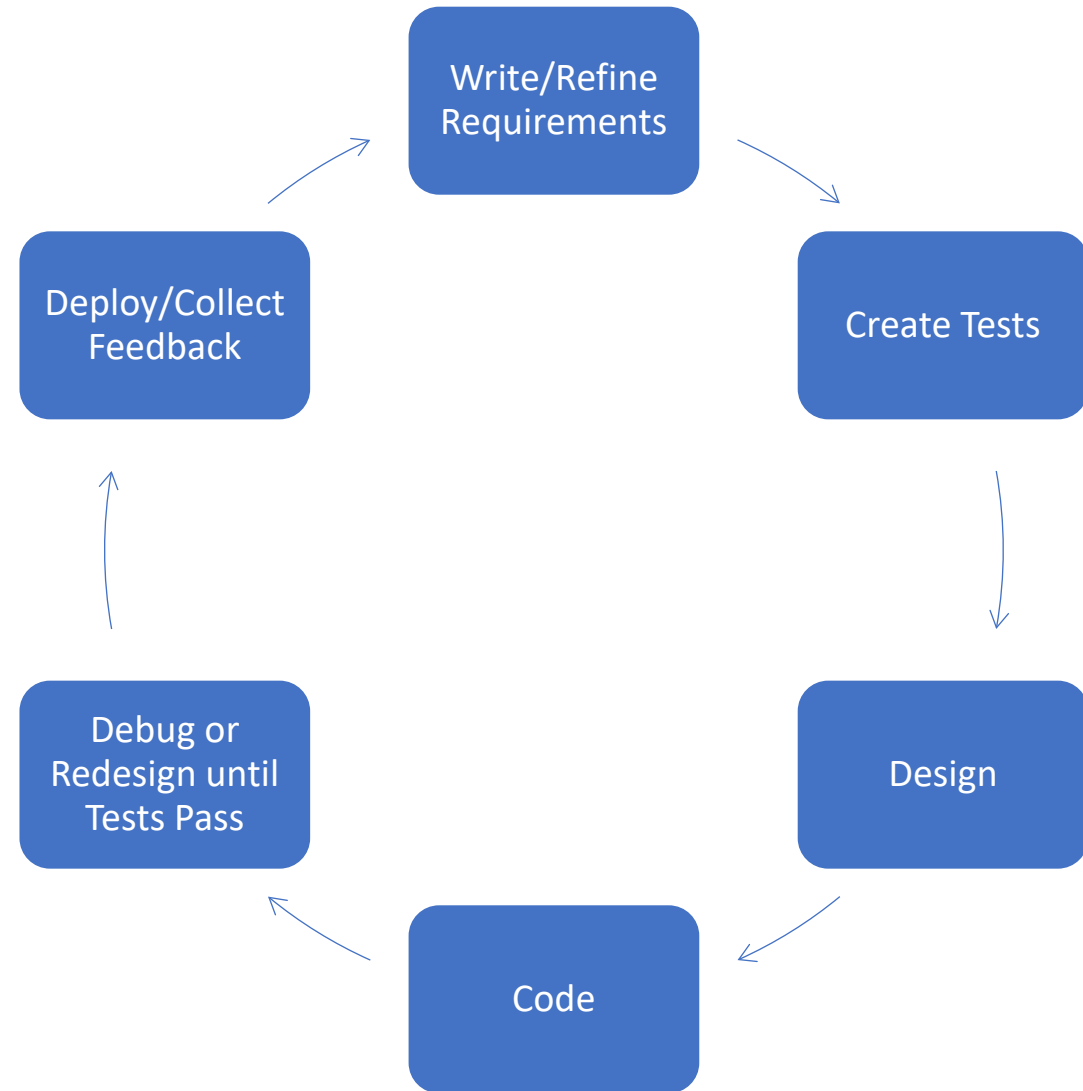 Write/Refine
Requirements
Create Tests
Design
Code
Debug or
Redesign until
Tests Pass
Deploy/Collect
Feedback